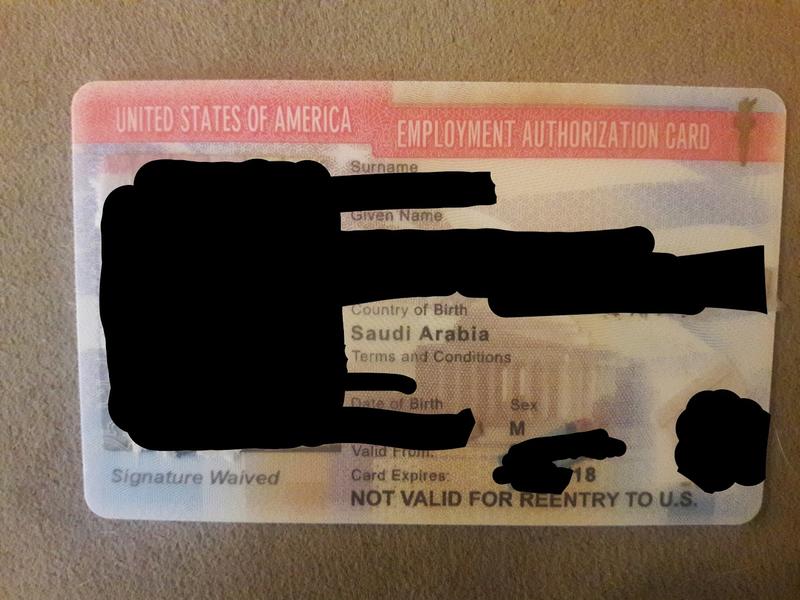 UNITED STATES OF AMERICA
EMPLOYMENT AUTHORIZATION CARD
Surname
Given Name
Country of Birth
Saudi Arabia
Terms and Conditions
Date of Birth Sex
M
Valid From:
Card Expires: 18
Signature Waived
NOT VALID FOR REENTRY TO U.S.